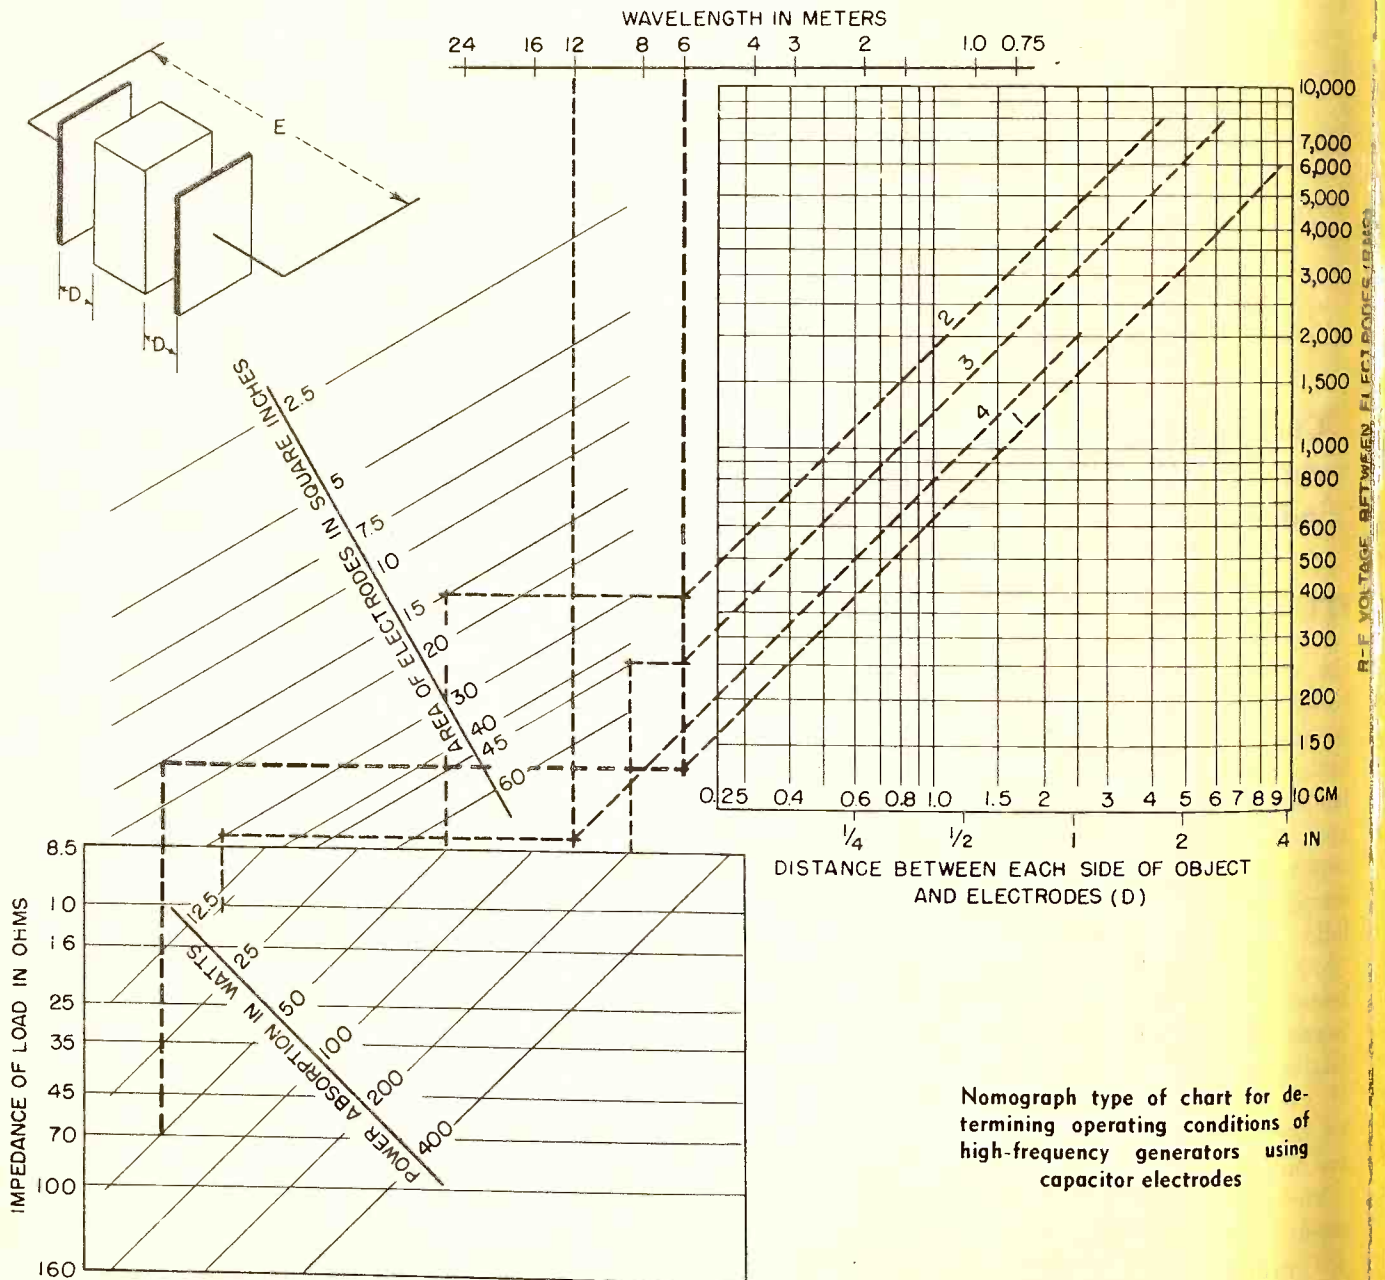 WAVELENGTH IN METERS
24 16 12 8 6 4 3 2 1.0 0.75
E
D
D
10,000
7,000
6,000
5,000
4,000
3,000
2,000
1,500
1,000
800
600
500
400
300
200
150
R-F VOLTAGE BETWEEN ELECTRODES (RMS)
2
3
4
1
AREA OF ELECTRODES IN SQUARE INCHES
2.5
5
7.5
10
15
20
30
40
45
60
0.25 0.4 0.6 0.8 1.0 1.5 2 3 4 5 6 7 8 9 10 CM
1/4 1/2 1 2 4 IN
DISTANCE BETWEEN EACH SIDE OF OBJECT
AND ELECTRODES (D)
IMPEDANCE OF LOAD IN OHMS
8.5
10
16
25
35
45
70
100
160
POWER ABSORPTION IN WATTS
12.5
25
50
100
200
400
Nomograph type of chart for de-
termining operating conditions of
high-frequency generators using
capacitor electrodes